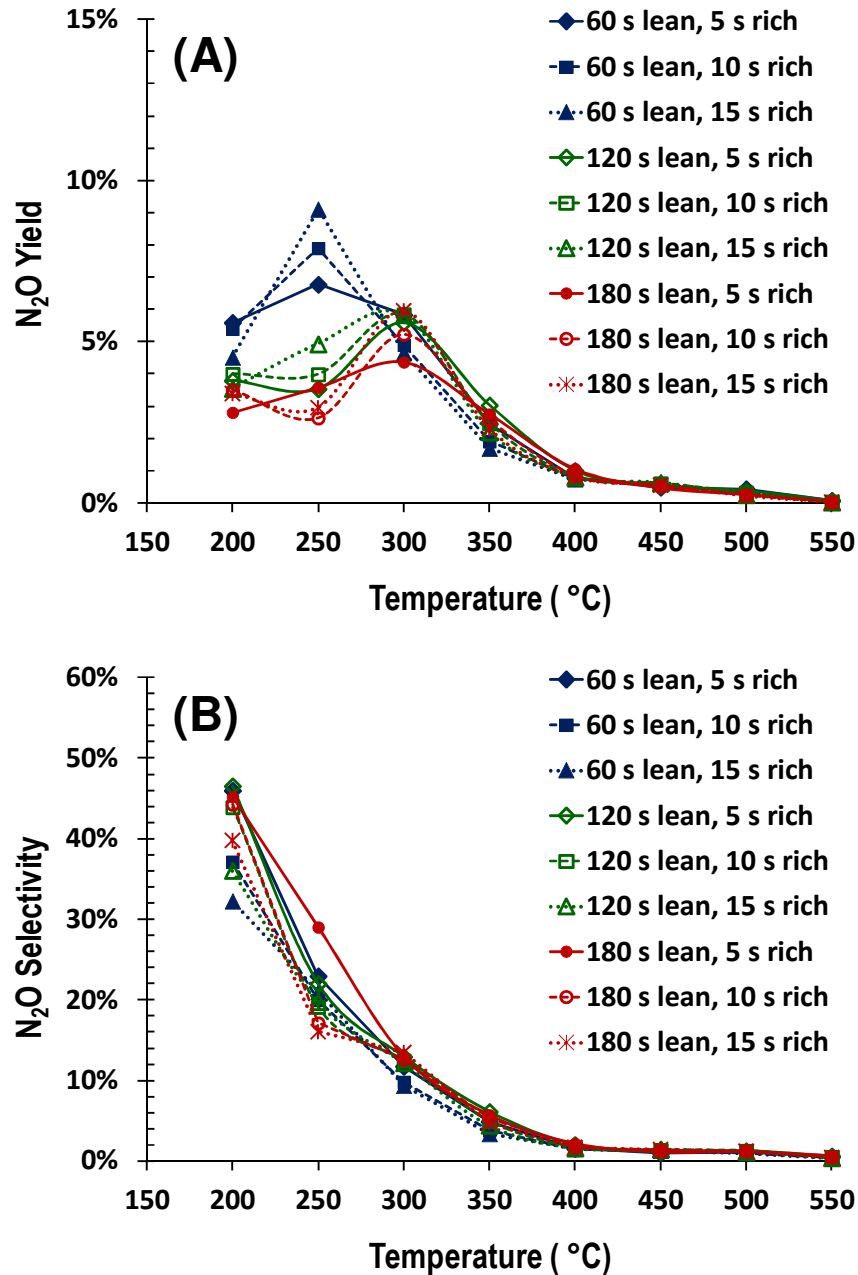 (A)
60 s lean, 5 s rich
60 s lean, 10 s rich
60 s lean, 15 s rich
120 s lean, 5 s rich
120 s lean, 10 s rich
120 s lean, 15 s rich
180 s lean, 5 s rich
180 s lean, 10 s rich
180 s lean, 15 s rich
15%
10%
5%
0%
N₂O Yield
150 200 250 300 350 400 450 500 550
Temperature ( °C)
(B)
60 s lean, 5 s rich
60 s lean, 10 s rich
60 s lean, 15 s rich
120 s lean, 5 s rich
120 s lean, 10 s rich
120 s lean, 15 s rich
180 s lean, 5 s rich
180 s lean, 10 s rich
180 s lean, 15 s rich
60%
50%
40%
30%
20%
10%
0%
N₂O Selectivity
150 200 250 300 350 400 450 500 550
Temperature ( °C)